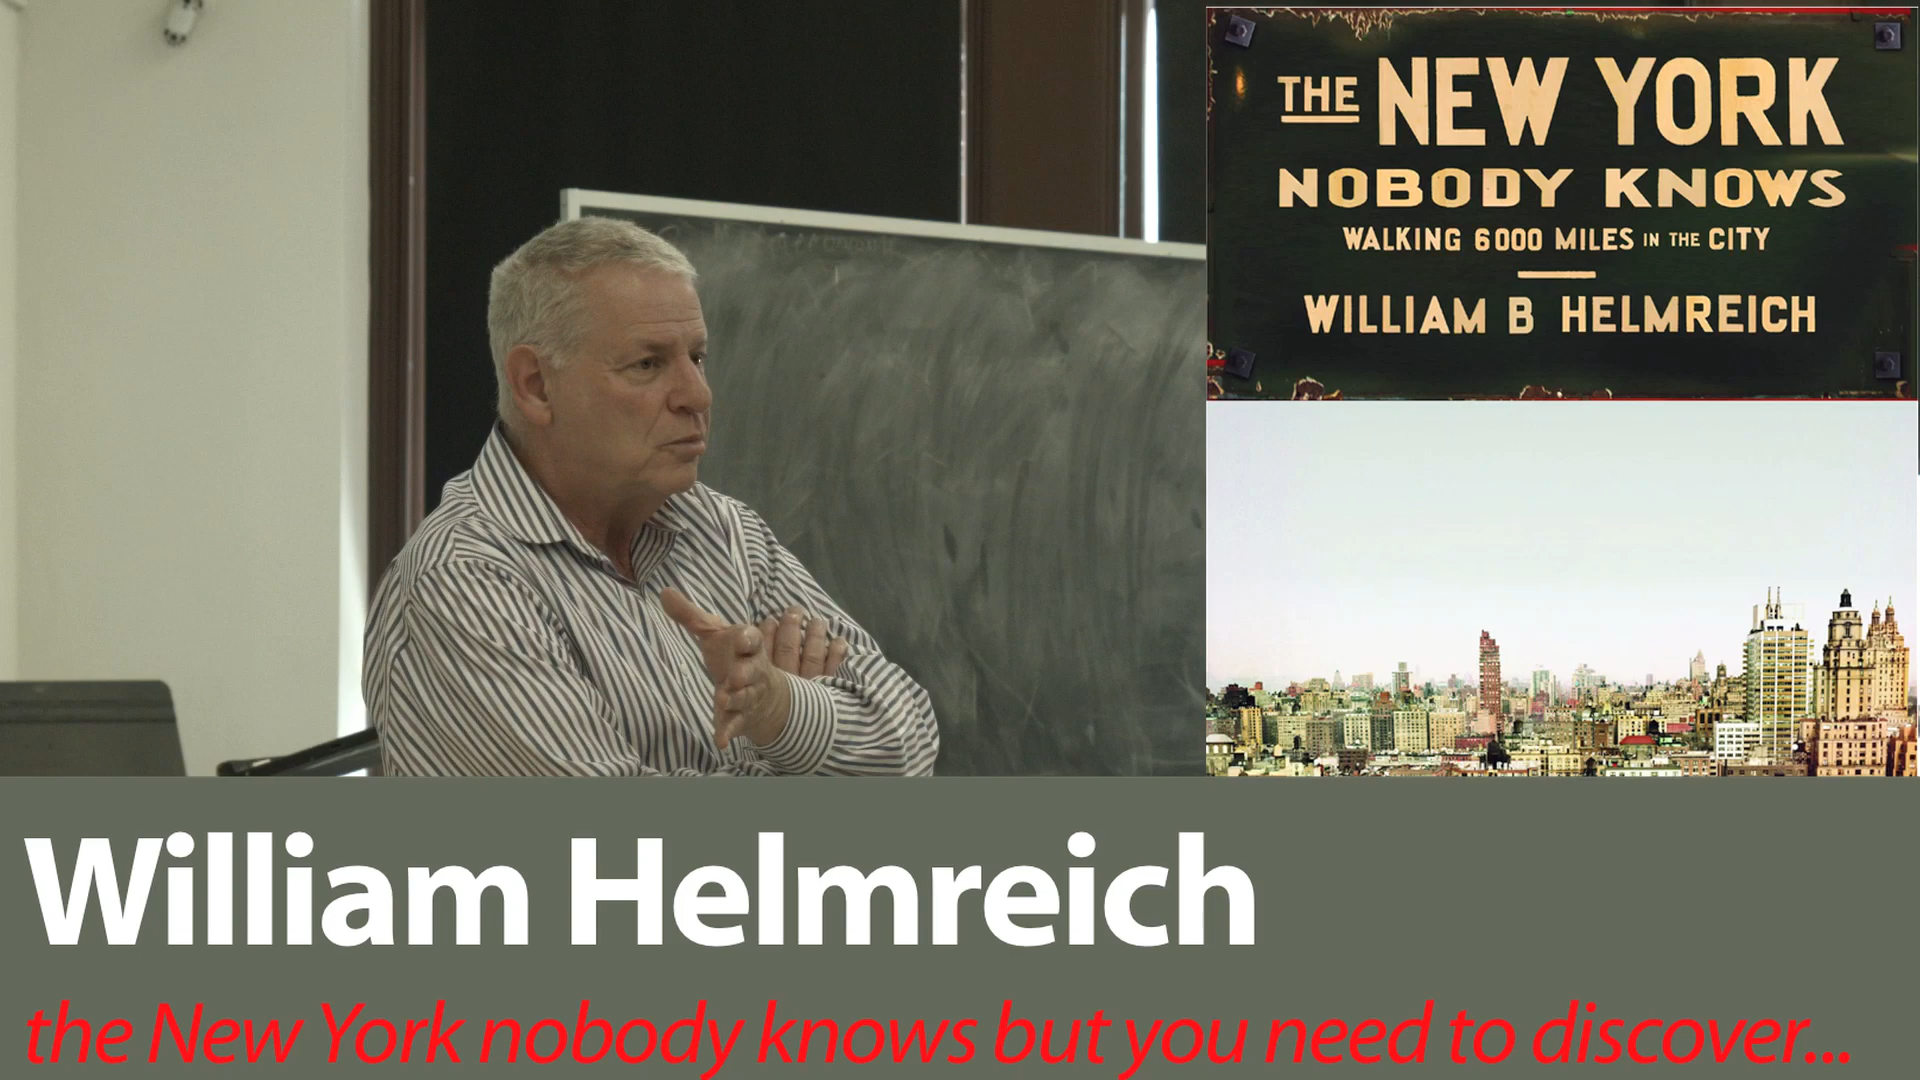 THE NEW YORK
NOBODY KNOWS
WALKING 6000 MILES IN THE CITY
WILLIAM B HELMREICH
William Helmreich
the New York nobody knows but you need to discover...